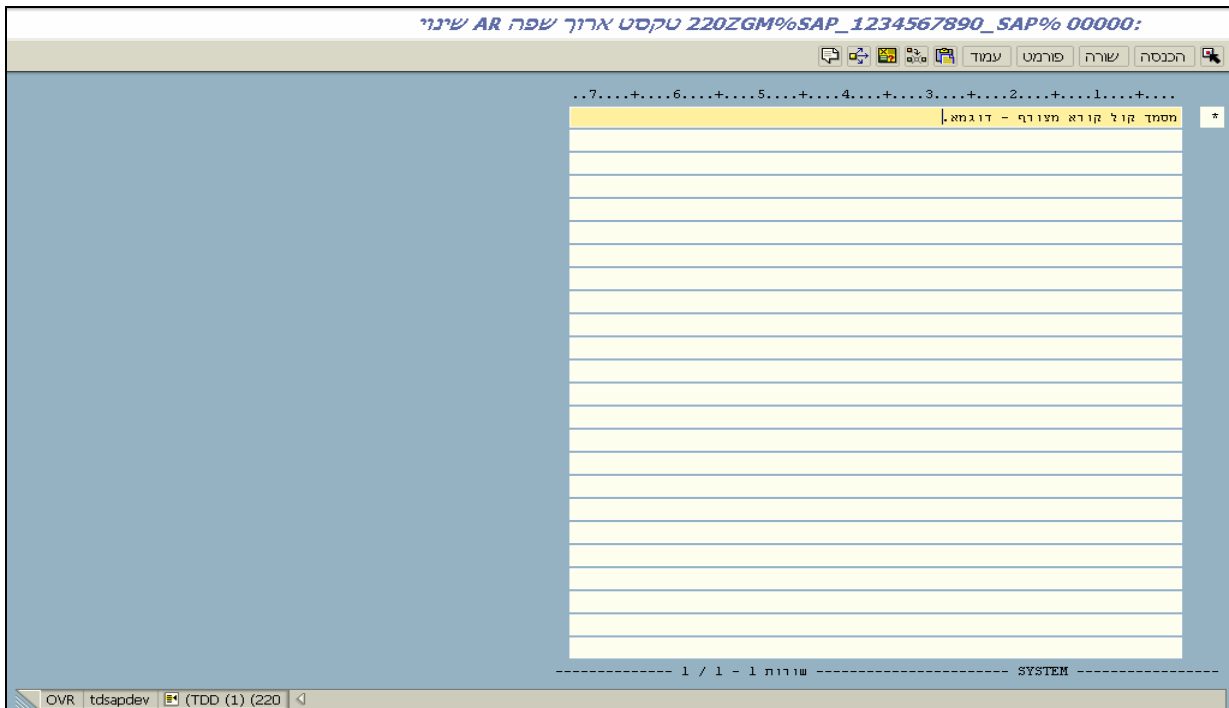 שינוי AR טקסט ארוך שפה 220ZGM%SAP_1234567890_SAP% 00000:
הכנסה שורה פורמט עמוד
..7....+....6....+....5....+....4....+....3....+....2....+....1....+....
* מסמך קול קורא מצורף - דוגמא.
-------------- 1 / 1 - 1 שורות ----------------------- SYSTEM -----------------
OVR tdsapdev (TDD (1) (220